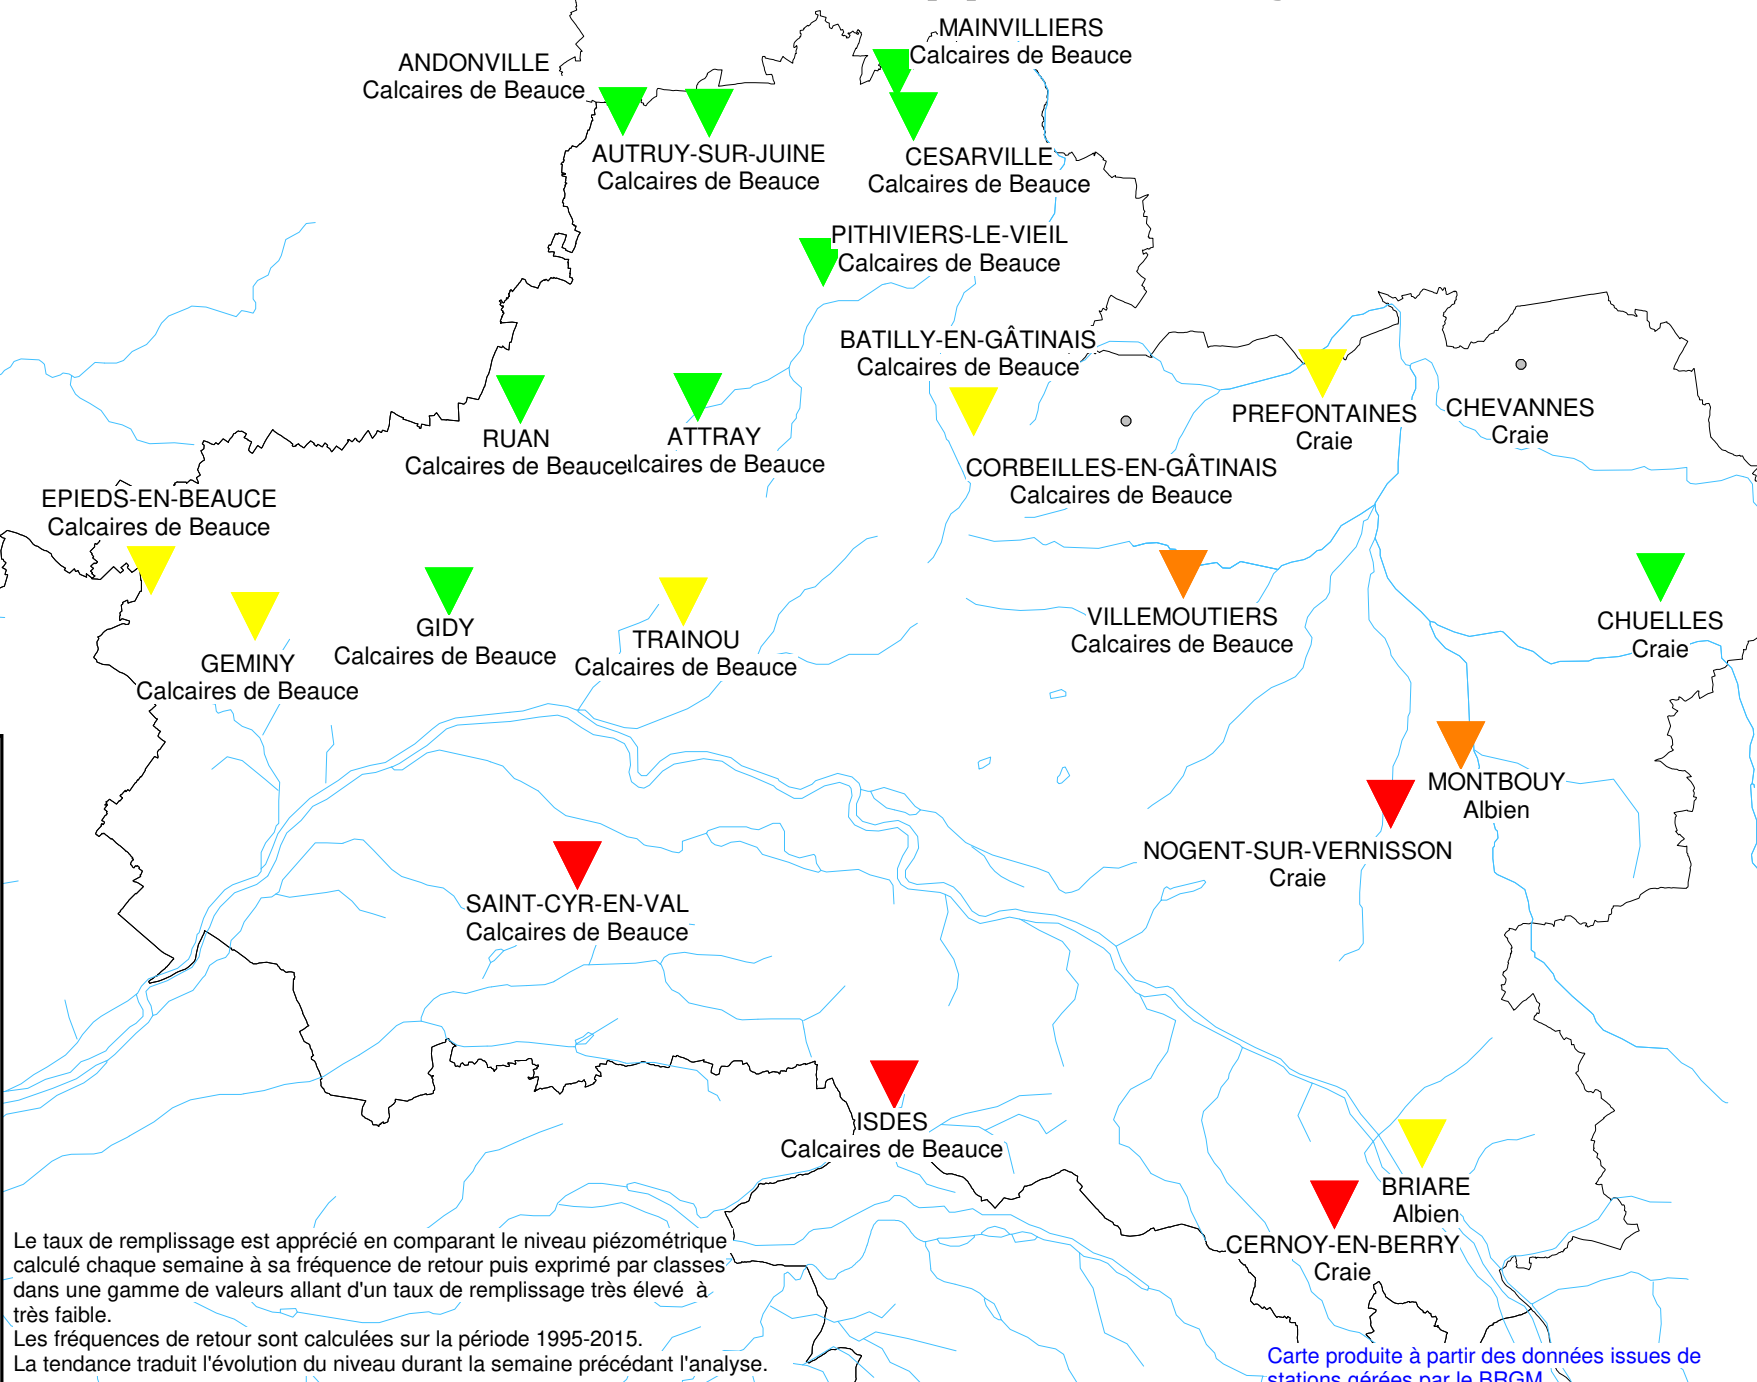 MAINVILLIERS
Calcaires de Beauce
ANDONVILLE
Calcaires de Beauce
AUTRUY-SUR-JUINE
Calcaires de Beauce
CESARVILLE
Calcaires de Beauce
PITHIVIERS-LE-VIEIL
Calcaires de Beauce
BATILLY-EN-GÂTINAIS
Calcaires de Beauce
PREFONTAINES
Craie
CHEVANNES
Craie
RUAN
Calcaires de Beauce
ATTRAY
lcaires de Beauce
CORBEILLES-EN-GÂTINAIS
Calcaires de Beauce
EPIEDS-EN-BEAUCE
Calcaires de Beauce
GEMINY
Calcaires de Beauce
GIDY
Calcaires de Beauce
TRAINOU
Calcaires de Beauce
VILLEMOUTIERS
Calcaires de Beauce
CHUELLES
Craie
MONTBOUY
Albien
NOGENT-SUR-VERNISSON
Craie
SAINT-CYR-EN-VAL
Calcaires de Beauce
ISDES
Calcaires de Beauce
BRIARE
Albien
CERNOY-EN-BERRY
Craie
Le taux de remplissage est apprécié en comparant le niveau piézométrique
calculé chaque semaine à sa fréquence de retour puis exprimé par classes
dans une gamme de valeurs allant d'un taux de remplissage très élevé à
très faible.
Les fréquences de retour sont calculées sur la période 1995-2015.
La tendance traduit l'évolution du niveau durant la semaine précédant l'analyse.
Carte produite à partir des données issues de
stations gérées par le BRGM